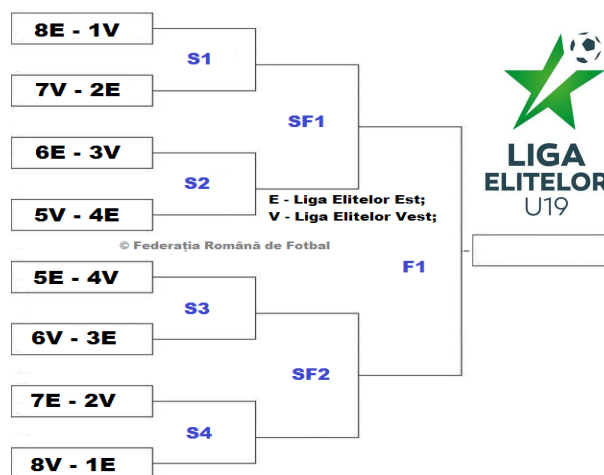 8E - 1V
S1
7V - 2E
SF1
6E - 3V
S2
5V - 4E
E - Liga Elitelor Est;
V - Liga Elitelor Vest;
© Federația Română de Fotbal
LIGA
ELITELOR
U19
F1
5E - 4V
S3
6V - 3E
SF2
7E - 2V
S4
8V - 1E